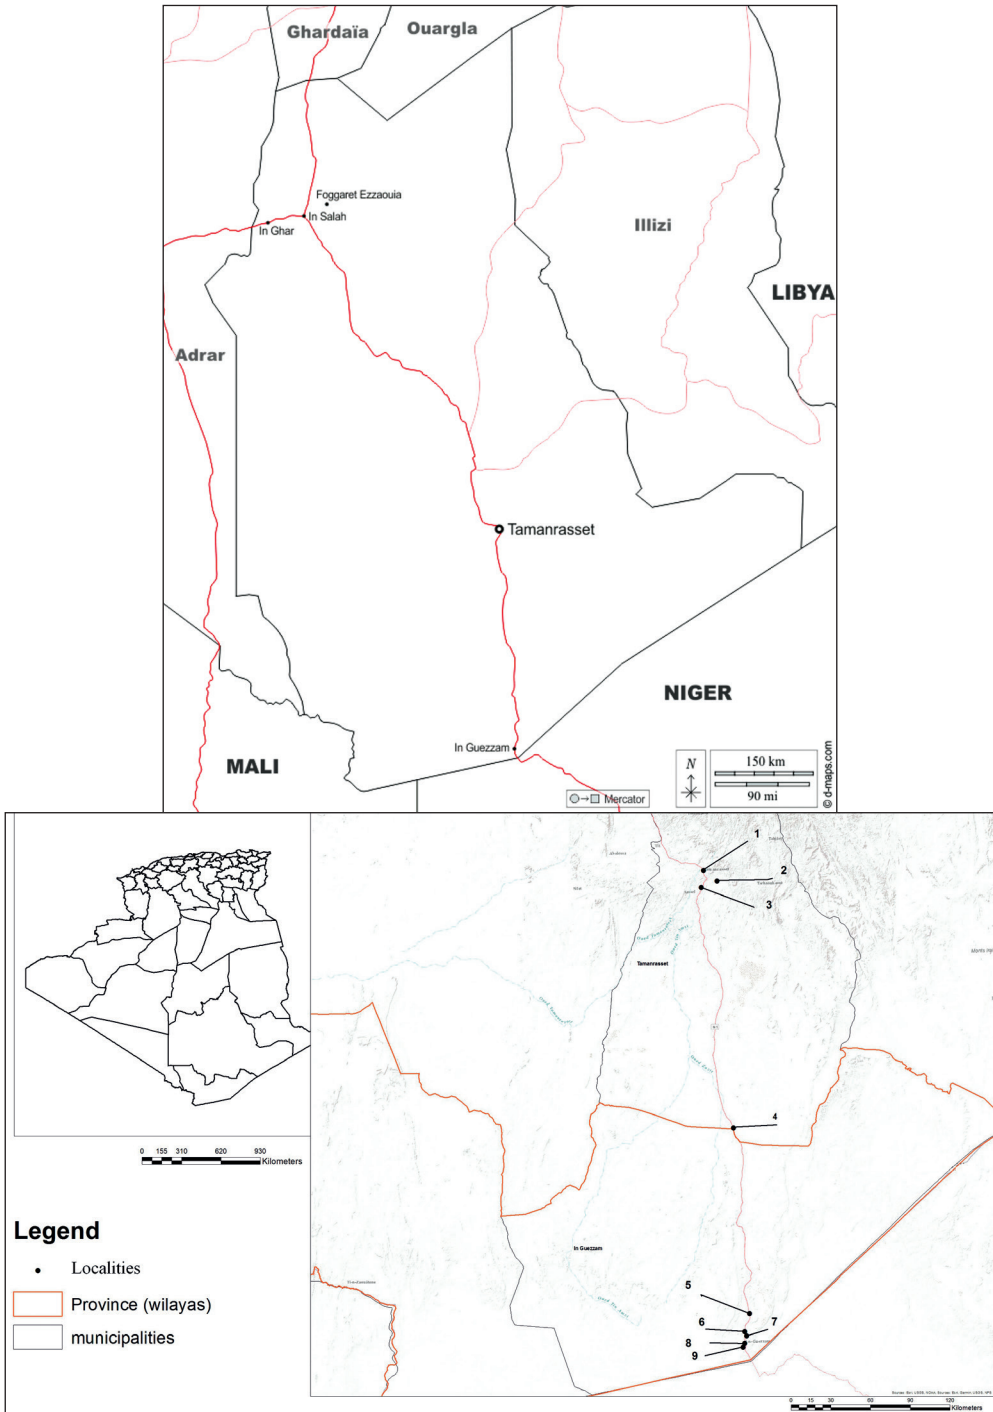 Ghardaïa
Ouargla
Foggaret Ezzaouia
In Salah
In Ghar
Illizi
LIBYA
Adrar
Tamanrasset
NIGER
In Guezzam
MALI
N
150 km
90 mi
Mercator
© d-maps.com
1
2
3
Tamanrasset
4
In Guezzam
5
6
7
8
9
0 155 310 620 930
Kilometers
Legend
Localities
Province (wilayas)
municipalities
0 15 30 60 90 120
Kilometers